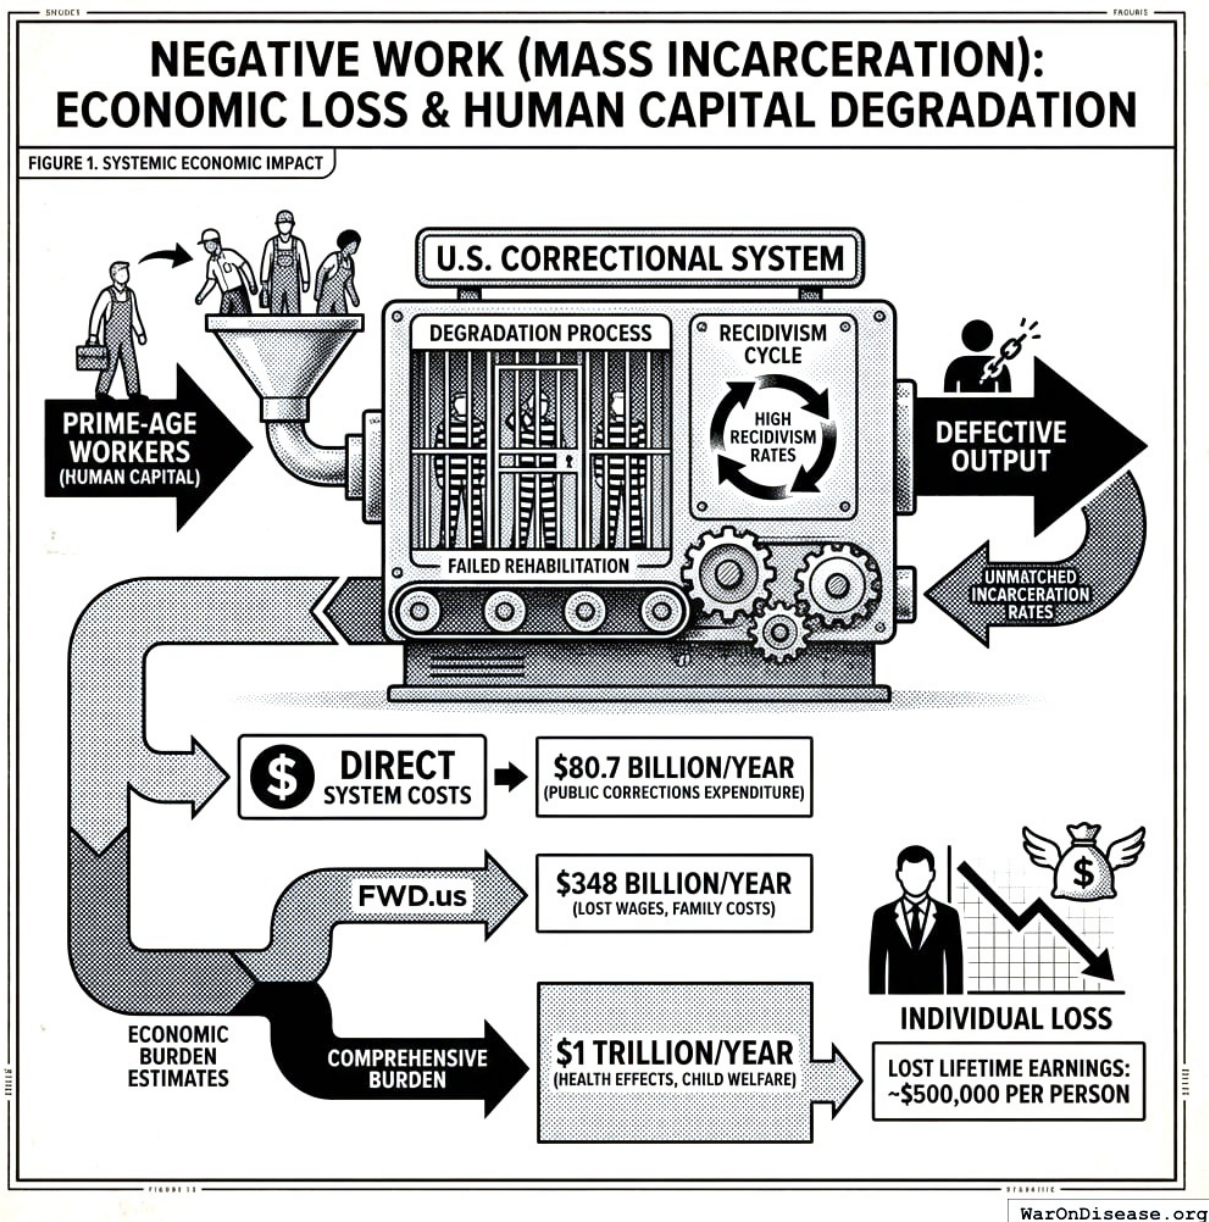 NEGATIVE WORK (MASS INCARCERATION):
ECONOMIC LOSS & HUMAN CAPITAL DEGRADATION
FIGURE 1. SYSTEMIC ECONOMIC IMPACT
U.S. CORRECTIONAL SYSTEM
DEGRADATION PROCESS
RECIDIVISM
CYCLE
HIGH
RECIDIVISM
RATES
FAILED REHABILITATION
PRIME-AGE
WORKERS
(HUMAN CAPITAL)
DEFECTIVE
OUTPUT
UNMATCHED
INCARCERATION
RATES
$
DIRECT
SYSTEM COSTS
$80.7 BILLION/YEAR
(PUBLIC CORRECTIONS EXPENDITURE)
FWD.us
$348 BILLION/YEAR
(LOST WAGES, FAMILY COSTS)
ECONOMIC
BURDEN
ESTIMATES
COMPREHENSIVE
BURDEN
$1 TRILLION/YEAR
(HEALTH EFFECTS, CHILD WELFARE)
$
INDIVIDUAL LOSS
LOST LIFETIME EARNINGS:
~$500,000 PER PERSON
WarOnDisease.org